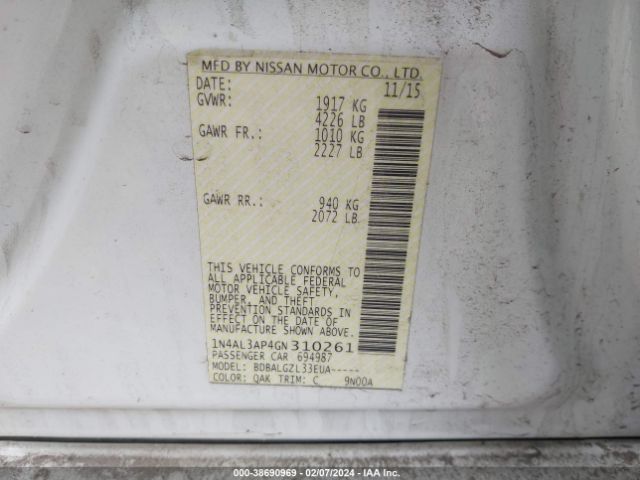 MFD BY NISSAN MOTOR CO., LTD.
DATE: 11/15
GVWR: 1917 KG
4226 LB
GAWR FR.: 1010 KG
2227 LB
GAWR RR.: 940 KG
2072 LB
THIS VEHICLE CONFORMS TO
ALL APPLICABLE FEDERAL
MOTOR VEHICLE SAFETY,
BUMPER, AND THEFT
PREVENTION STANDARDS IN
EFFECT ON THE DATE OF
MANUFACTURE SHOWN ABOVE.
1N4AL3AP4GN310261
PASSENGER CAR 694987
MODEL: BDBALGZL33EUA-----
COLOR: QAK TRIM: C 9N00A
000-38690969 - 02/07/2024 - IAA Inc.